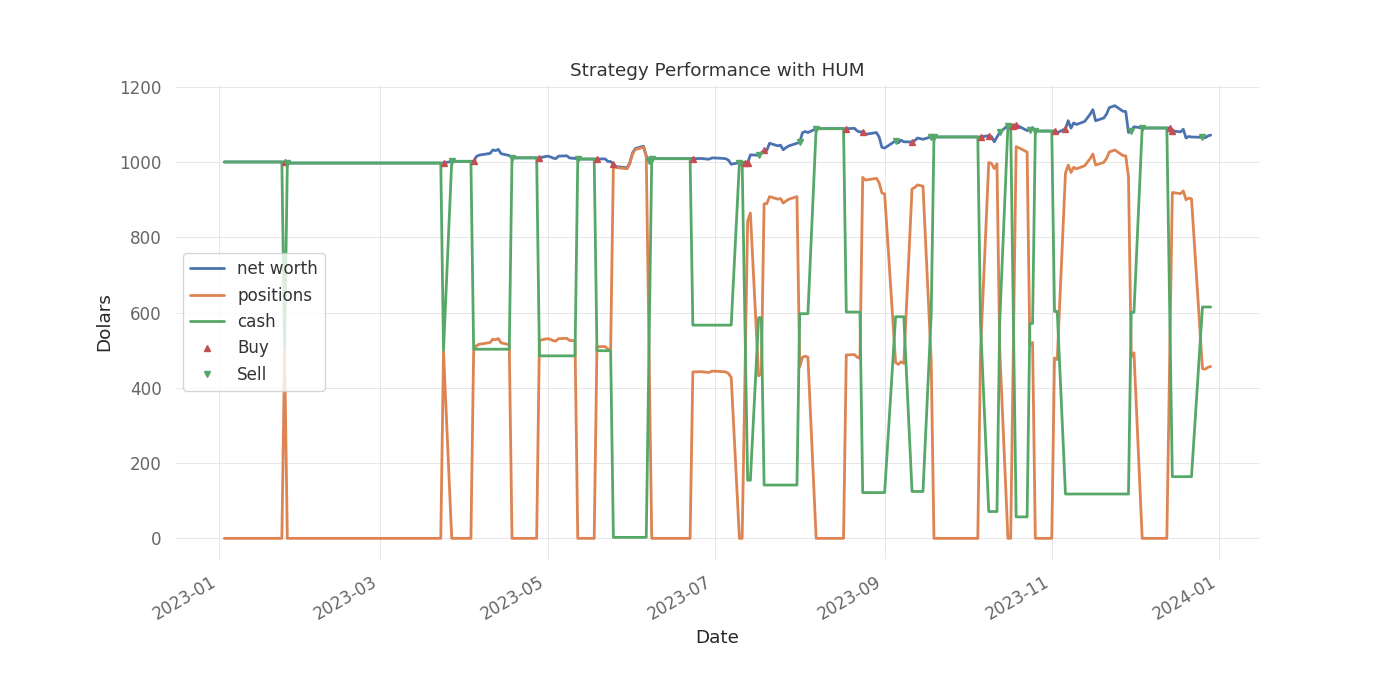 Strategy Performance with HUM
1200
1000
800
600
400
200
0
Dolars
net worth
positions
cash
Buy
Sell
2023-01
2023-03
2023-05
2023-07
2023-09
2023-11
2024-01
Date